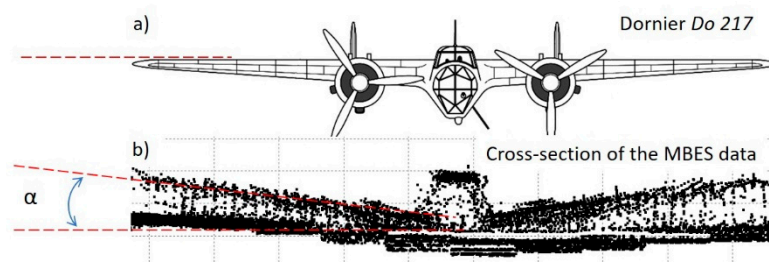 a)
Dornier Do 217
b)
Cross-section of the MBES data
α